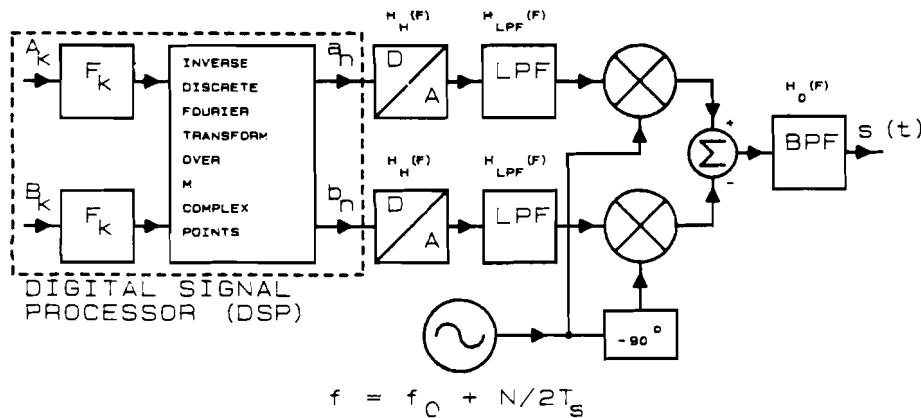 A_k
F_k
INVERSE
DISCRETE
FOURIER
TRANSFORM
OVER
M
COMPLEX
POINTS
a_n
H_H(F)
D
A
H_LPF(F)
LPF
B_k
F_k
b_n
H_H(F)
D
A
H_LPF(F)
LPF
+
Σ
-
H_0(F)
BPF
s(t)
DIGITAL SIGNAL
PROCESSOR (DSP)
-90°
f = f_0 + N/2T_s